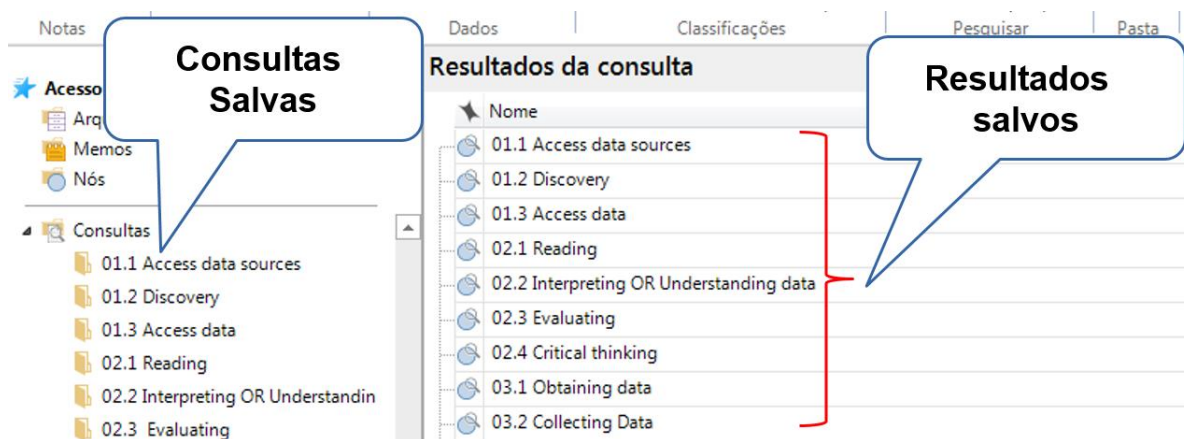 Notas
Dados
Classificações
Pesquisar
Pasta
Consultas
Salvas
Acesso
Memos
Nós
Consultas
01.1 Access data sources
01.2 Discovery
01.3 Access data
02.1 Reading
02.2 Interpreting OR Understandin
02.3 Evaluating
Resultados da consulta
Nome
01.1 Access data sources
01.2 Discovery
01.3 Access data
02.1 Reading
02.2 Interpreting OR Understanding data
02.3 Evaluating
02.4 Critical thinking
03.1 Obtaining data
03.2 Collecting Data
Resultados
salvos